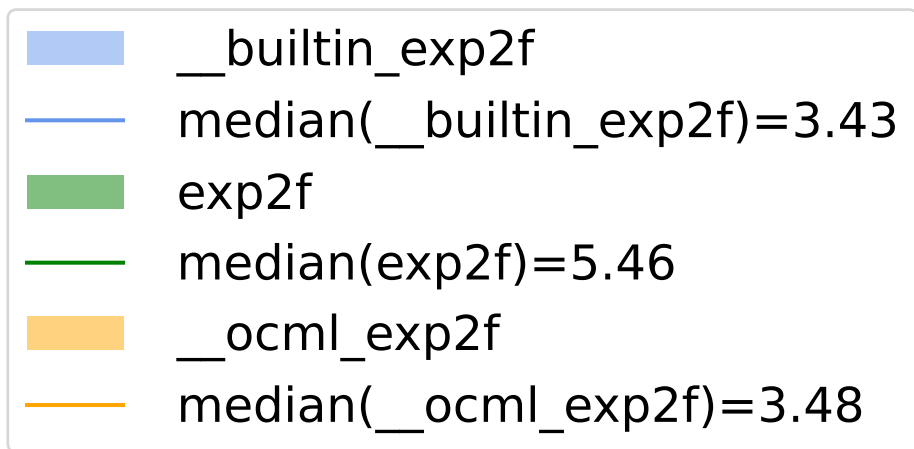 __builtin_exp2f
median(__builtin_exp2f)=3.43
exp2f
median(exp2f)=5.46
__ocml_exp2f
median(__ocml_exp2f)=3.48